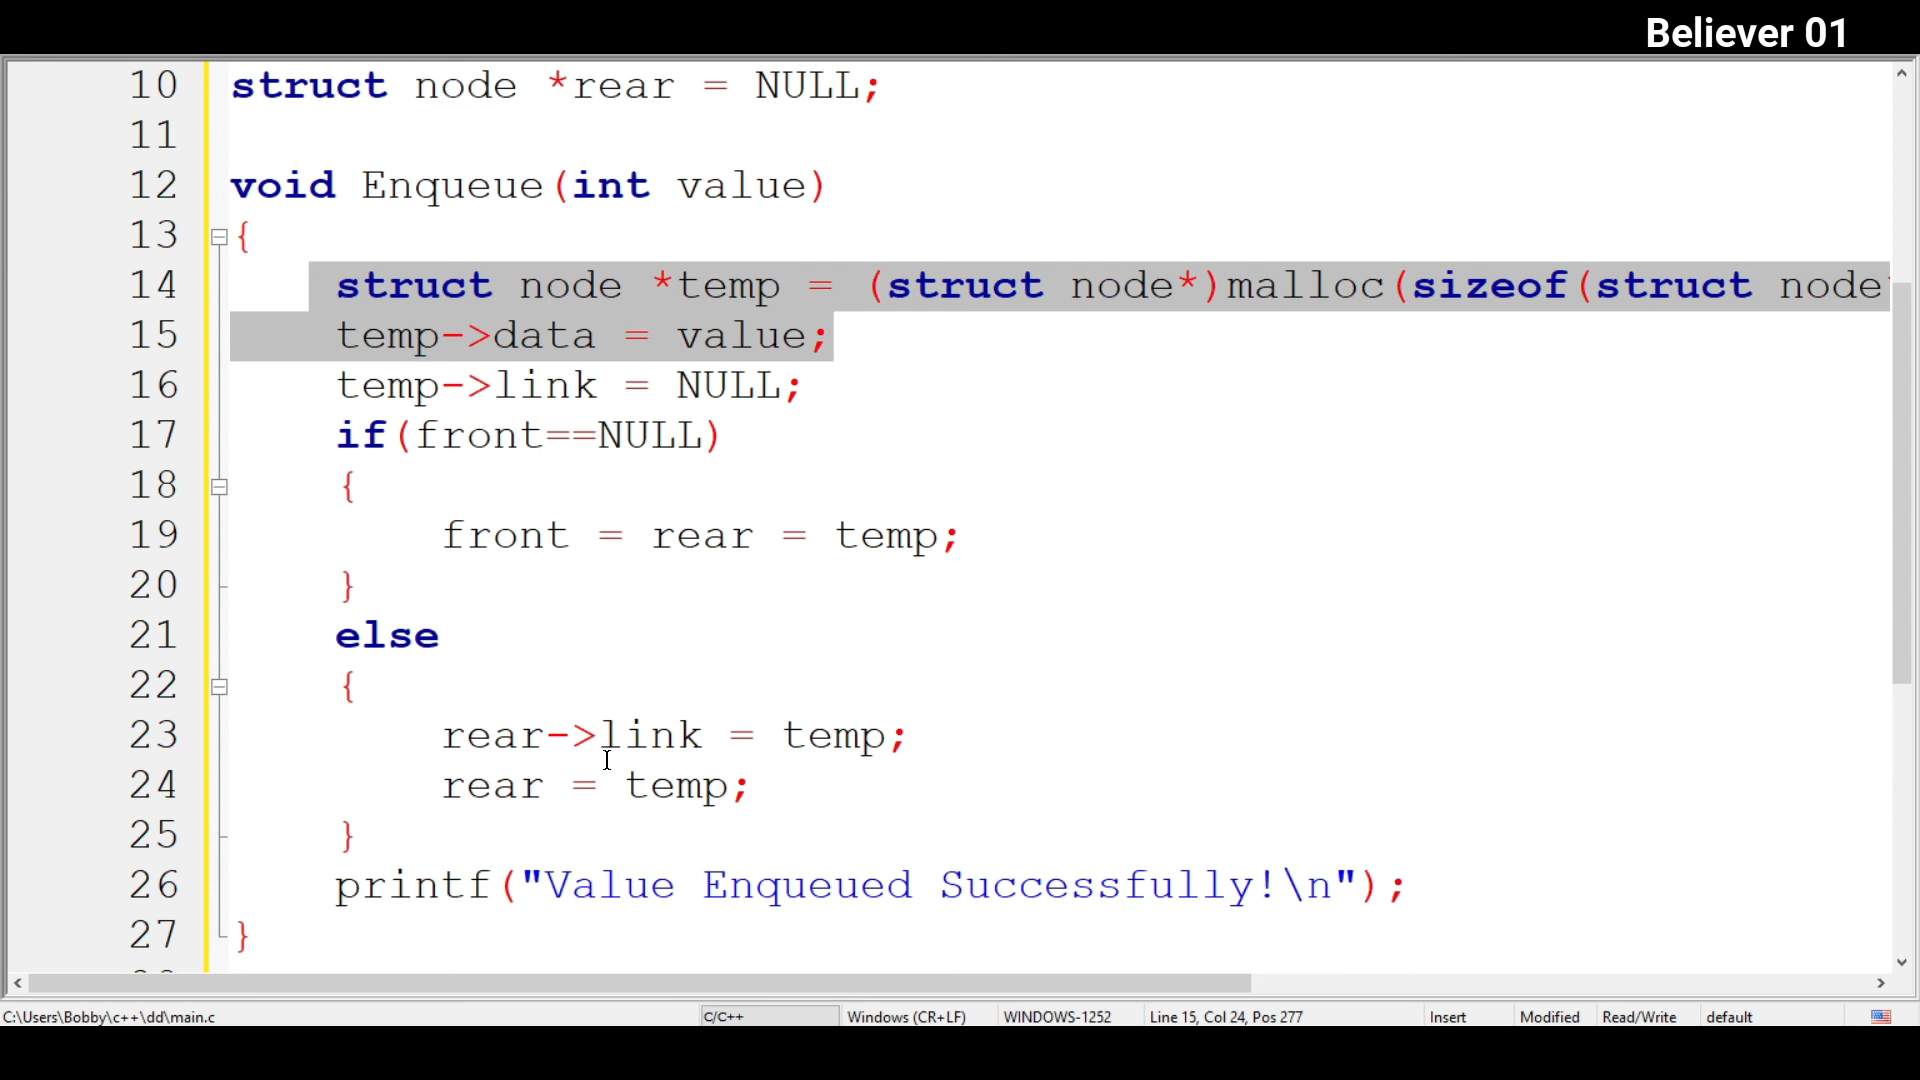 Believer 01
10 struct node *rear = NULL;
11
12 void Enqueue(int value)
13 {
14 struct node *temp = (struct node*)malloc(sizeof(struct node
15 temp->data = value;
16 temp->link = NULL;
17 if(front==NULL)
18 {
19 front = rear = temp;
20 }
21 else
22 {
23 rear->link = temp;
24 rear = temp;
25 }
26 printf("Value Enqueued Successfully!\n");
27 }
C:\Users\Bobby\c++\dd\main.c C/C++ Windows (CR+LF) WINDOWS-1252 Line 15, Col 24, Pos 277 Insert Modified Read/Write default